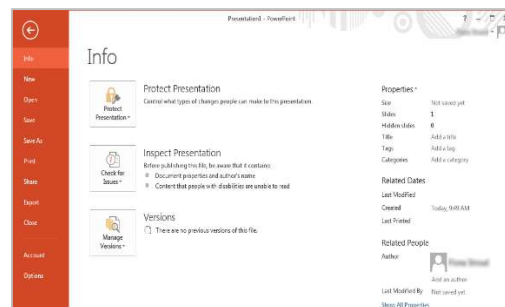 Presentation1 - PowerPoint
?
Info
New
Open
Save
Save As
Print
Share
Export
Close
Account
Options
Info
Protect Presentation
Control what types of changes people can make to this presentation.
Protect
Presentation
Inspect Presentation
Before publishing this file, be aware that it contains:
Document properties and author's name
Content that people with disabilities are unable to read
Check for
Issues
Versions
There are no previous versions of this file.
Manage
Versions
Properties
Size Not saved yet
Slides 1
Hidden slides 0
Title Add a title
Tags Add a tag
Categories Add a category
Related Dates
Last Modified
Created Today, 9:49 AM
Last Printed
Related People
Author
Add an author
Last Modified By Not saved yet
Show All Properties